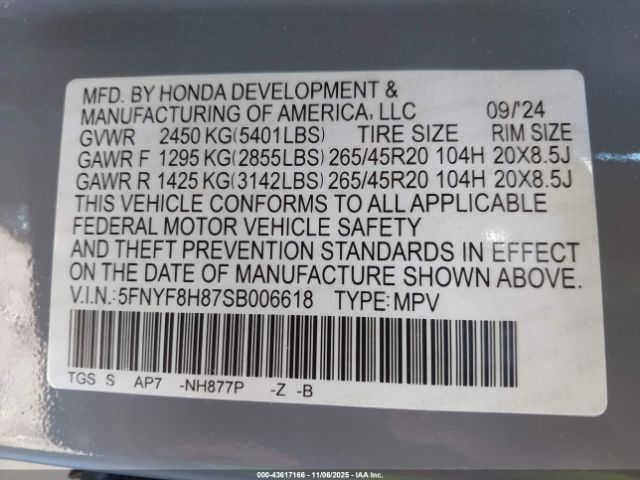 MFD. BY HONDA DEVELOPMENT &
MANUFACTURING OF AMERICA, LLC 09/'24
GVWR 2450 KG(5401LBS) TIRE SIZE RIM SIZE
GAWR F 1295 KG(2855LBS) 265/45R20 104H 20X8.5J
GAWR R 1425 KG(3142LBS) 265/45R20 104H 20X8.5J
THIS VEHICLE CONFORMS TO ALL APPLICABLE
FEDERAL MOTOR VEHICLE SAFETY
AND THEFT PREVENTION STANDARDS IN EFFECT
ON THE DATE OF MANUFACTURE SHOWN ABOVE.
V.I.N.: 5FNYF8H87SB006618 TYPE: MPV
TGS S AP7 -NH877P -Z -B
000-43617166 - 11/06/2025 - IAA Inc.